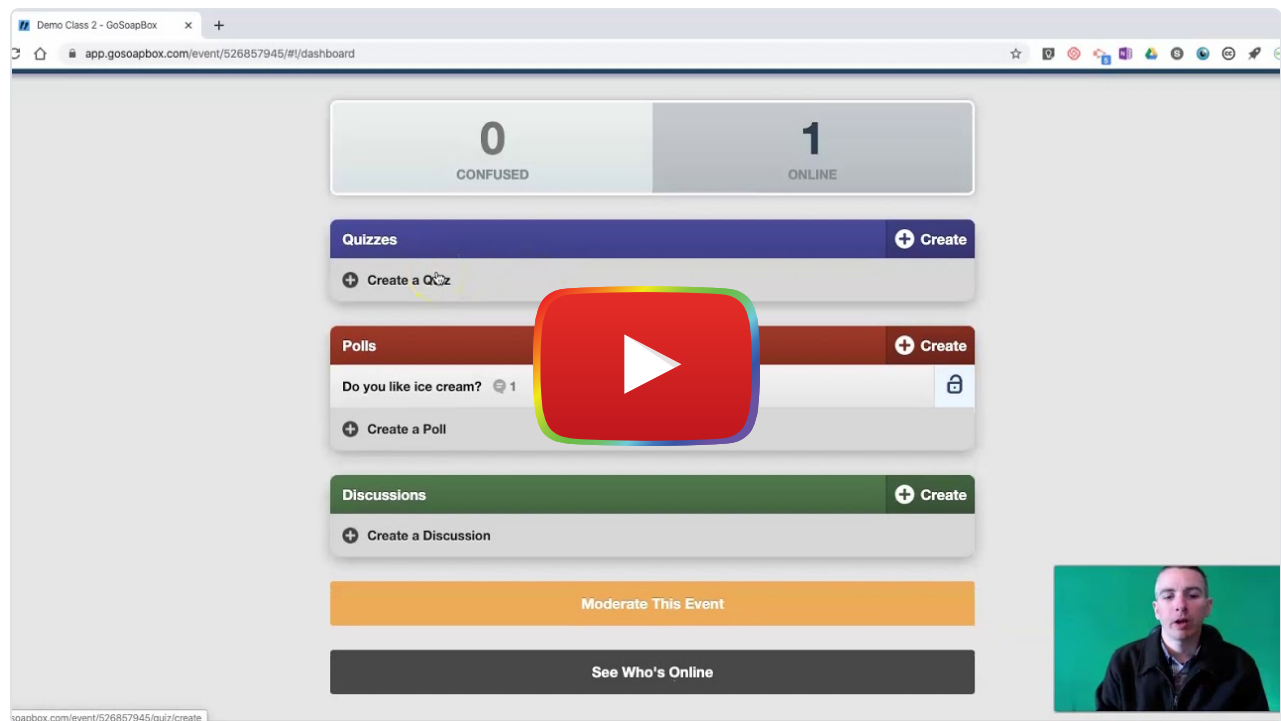 Demo Class 2 - GoSoapBox
app.gosoapbox.com/event/526857945/#!/dashboard
0
CONFUSED
1
ONLINE
Quizzes
Create
Create a Quiz
Polls
Create
Do you like ice cream? 1
Create a Poll
Discussions
Create
Create a Discussion
Moderate This Event
See Who's Online
soapbox.com/event/526857945/quiz/create